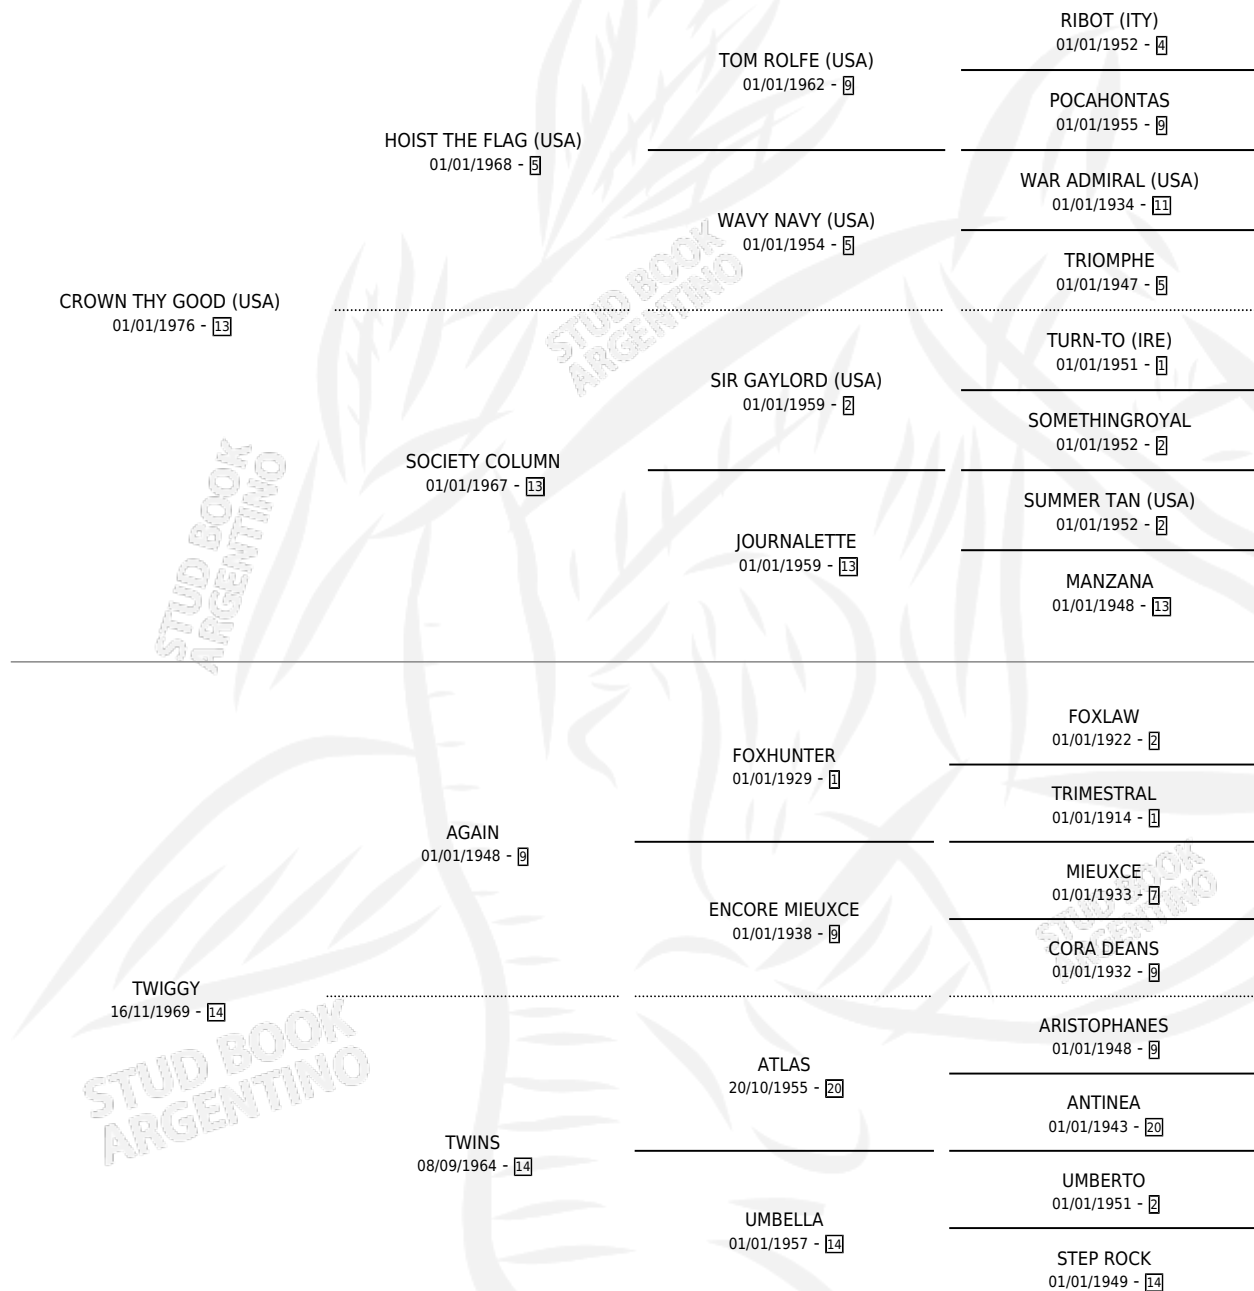 RIBOT (ITY)
01/01/1952 - 4
TOM ROLFE (USA)
01/01/1962 - 9
POCAHONTAS
01/01/1955 - 9
HOIST THE FLAG (USA)
01/01/1968 - 5
WAR ADMIRAL (USA)
01/01/1934 - 11
WAVY NAVY (USA)
01/01/1954 - 5
TRIOMPHE
01/01/1947 - 5
CROWN THY GOOD (USA)
01/01/1976 - 13
TURN-TO (IRE)
01/01/1951 - 1
SIR GAYLORD (USA)
01/01/1959 - 2
SOMETHINGROYAL
01/01/1952 - 2
SOCIETY COLUMN
01/01/1967 - 13
SUMMER TAN (USA)
01/01/1952 - 2
JOURNALETTE
01/01/1959 - 13
MANZANA
01/01/1948 - 13
FOXLAW
01/01/1922 - 2
FOXHUNTER
01/01/1929 - 1
TRIMESTRAL
01/01/1914 - 1
AGAIN
01/01/1948 - 9
MIEUXCE
01/01/1933 - 7
ENCORE MIEUXCE
01/01/1938 - 9
CORA DEANS
01/01/1932 - 9
TWIGGY
16/11/1969 - 14
ARISTOPHANES
01/01/1948 - 9
ATLAS
20/10/1955 - 20
ANTINEA
01/01/1943 - 20
TWINS
08/09/1964 - 14
UMBERTO
01/01/1951 - 2
UMBELLA
01/01/1957 - 14
STEP ROCK
01/01/1949 - 14
STUD BOOK
ARGENTINO
STUD BOOK
ARGENTINO
STUD BOOK
ARGENTINO
STUD BOOK
ARGENTINO